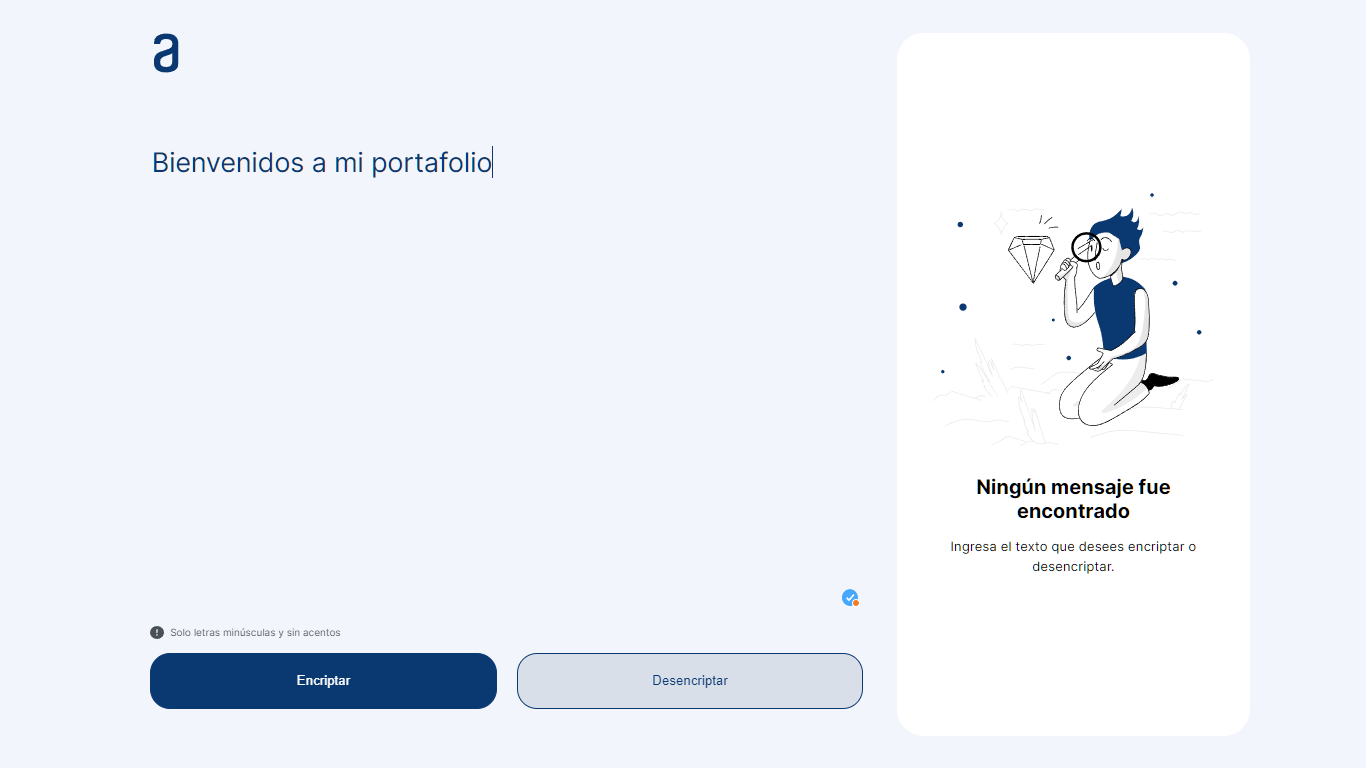 a
Bienvenidos a mi portafolio
Solo letras minúsculas y sin acentos
Encriptar
Desencriptar
Ningún mensaje fue
encontrado
Ingresa el texto que desees encriptar o
desencriptar.